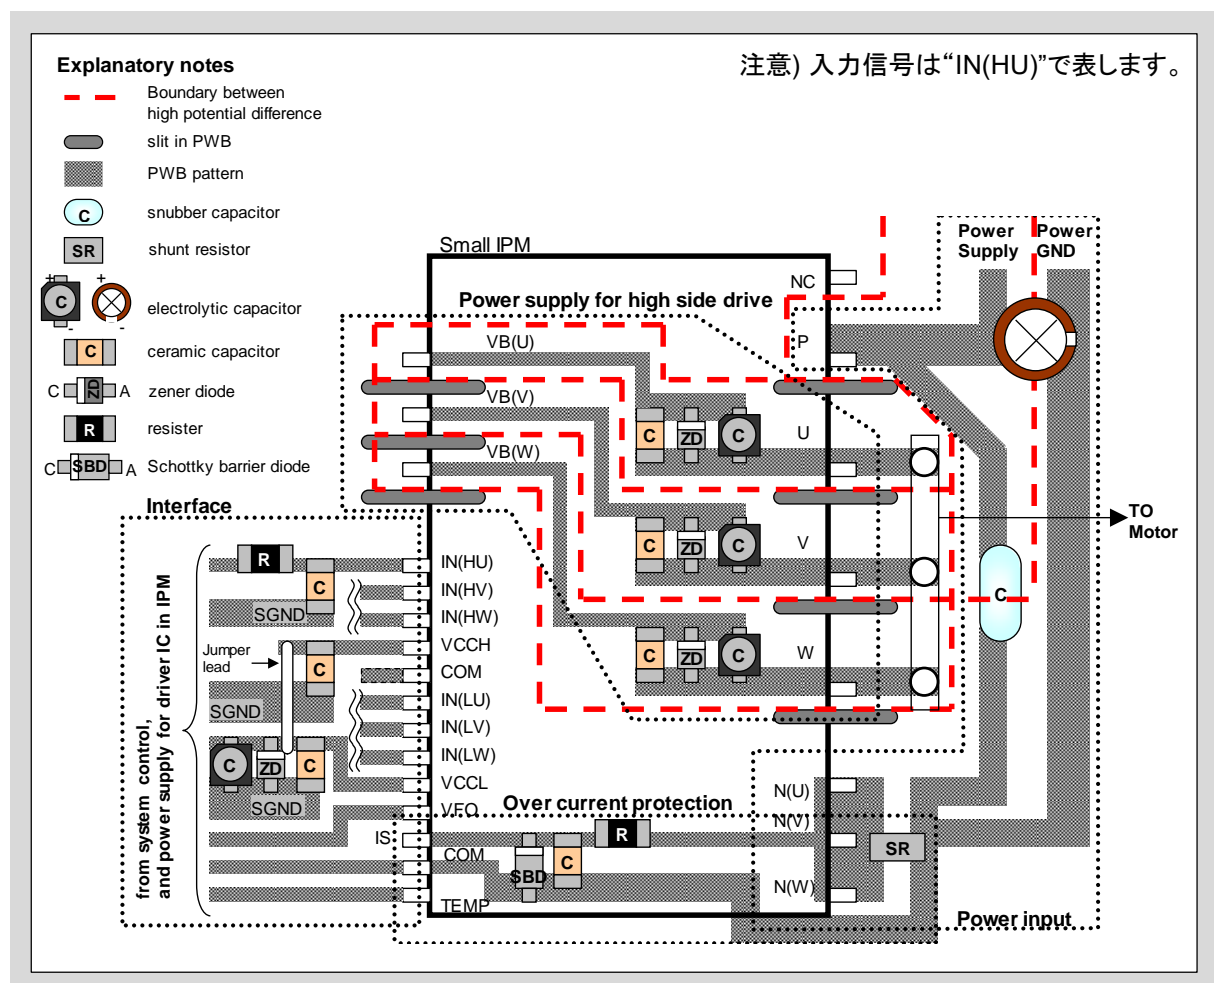 注意) 入力信号は“IN(HU)”で表します。
Explanatory notes
Boundary between
high potential difference
slit in PWB
PWB pattern
C
snubber capacitor
SR
shunt resistor
+
+
C
-
-
electrolytic capacitor
C
ceramic capacitor
C
ZD
A
zener diode
R
resister
C
SBD
A
Schottky barrier diode
Small IPM
Power supply for high side drive
NC
Power
Supply
Power
GND
P
VB(U)
VB(V)
VB(W)
C
ZD
C
U
C
ZD
C
V
C
ZD
C
W
TO
Motor
C
Interface
from system control,
and power supply for driver IC in IPM
R
C
SGND
Jumper
lead
C
SGND
C
ZD
C
SGND
IN(HU)
IN(HV)
IN(HW)
VCCH
COM
IN(LU)
IN(LV)
IN(LW)
VCCL
VFO
IS
COM
TEMP
Over current protection
R
SBD
C
N(U)
N(V)
N(W)
SR
Power input